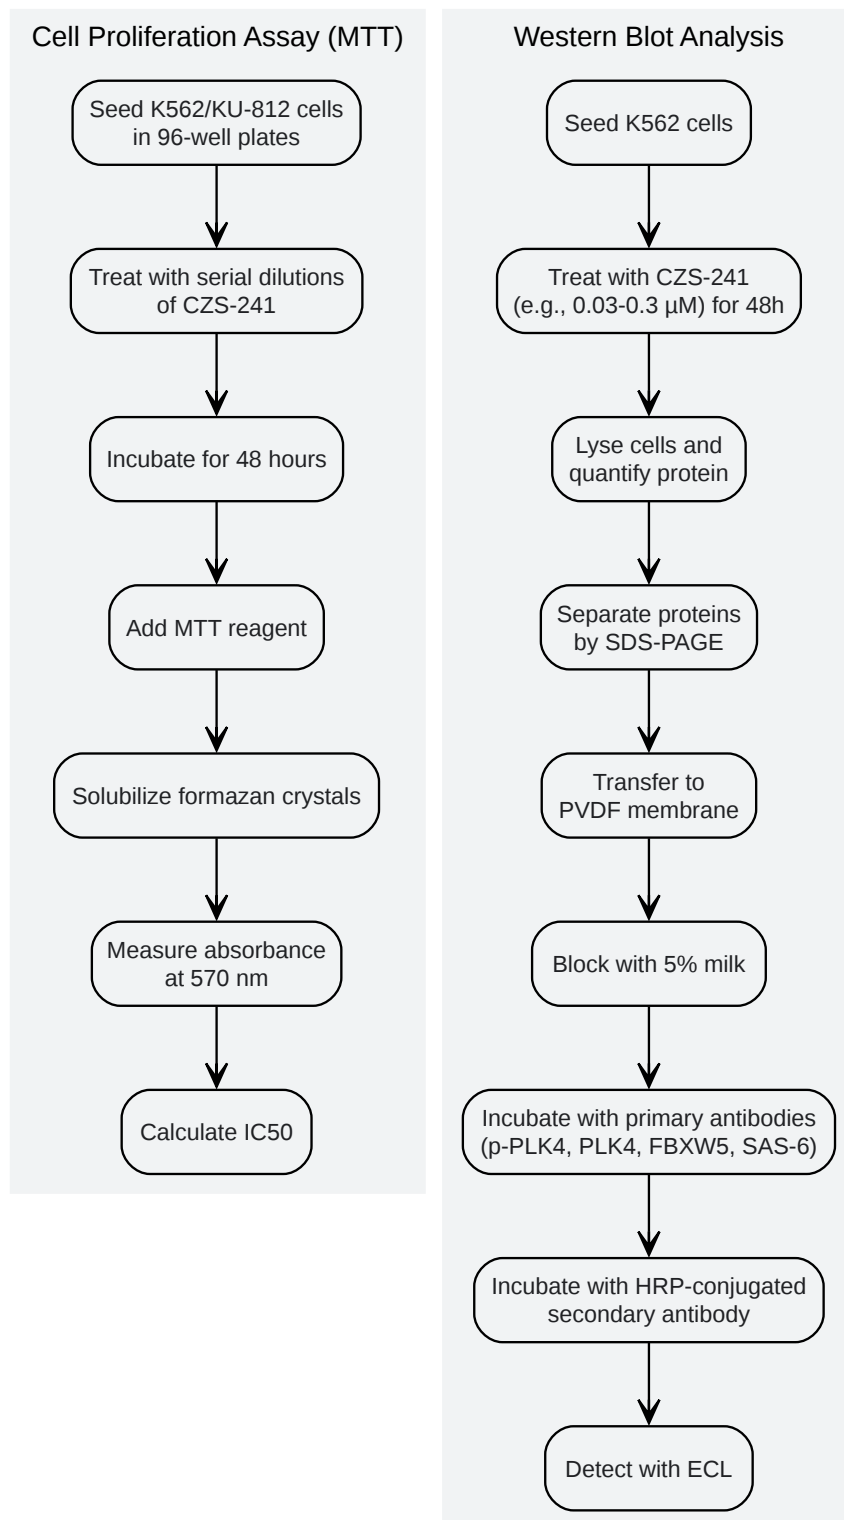 Cell Proliferation Assay (MTT)
Seed K562/KU-812 cells
in 96-well plates
Treat with serial dilutions
of CZS-241
Incubate for 48 hours
Add MTT reagent
Solubilize formazan crystals
Measure absorbance
at 570 nm
Calculate IC50
Western Blot Analysis
Seed K562 cells
Treat with CZS-241
(e.g., 0.03-0.3 µM) for 48h
Lyse cells and
quantify protein
Separate proteins
by SDS-PAGE
Transfer to
PVDF membrane
Block with 5% milk
Incubate with primary antibodies
(p-PLK4, PLK4, FBXW5, SAS-6)
Incubate with HRP-conjugated
secondary antibody
Detect with ECL